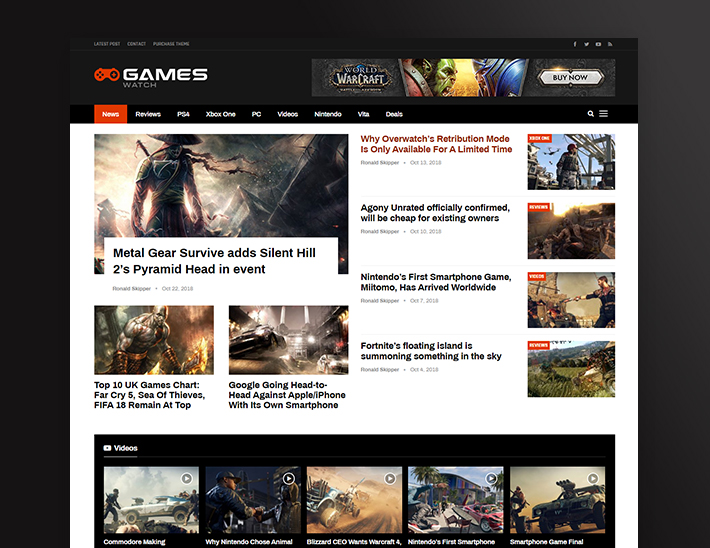 LATEST POST CONTACT PURCHASE THEME
GAMES
WATCH
WORLD
WARCRAFT
BATTLE FOR AZEROTH
BUY NOW
News Reviews PS4 Xbox One PC Videos Nintendo Vita Deals
Metal Gear Survive adds Silent Hill
2's Pyramid Head in event
Ronald Skipper • Oct 22, 2018
Top 10 UK Games Chart:
Far Cry 5, Sea Of Thieves,
FIFA 18 Remain At Top
Google Going Head-to-
Head Against Apple/iPhone
With Its Own Smartphone
Why Overwatch's Retribution Mode
Is Only Available For A Limited Time
Ronald Skipper • Oct 13, 2018
XBOX ONE
Agony Unrated officially confirmed,
will be cheap for existing owners
Ronald Skipper • Oct 10, 2018
REVIEWS
Nintendo's First Smartphone Game,
Miitomo, Has Arrived Worldwide
Ronald Skipper • Oct 7, 2018
VIDEOS
Fortnite's floating island is
summoning something in the sky
Ronald Skipper • Oct 4, 2018
REVIEWS
Videos
Commodore Making
Why Nintendo Chose Animal
Blizzard CEO Wants Warcraft 4,
Nintendo's First Smartphone
Smartphone Game Final